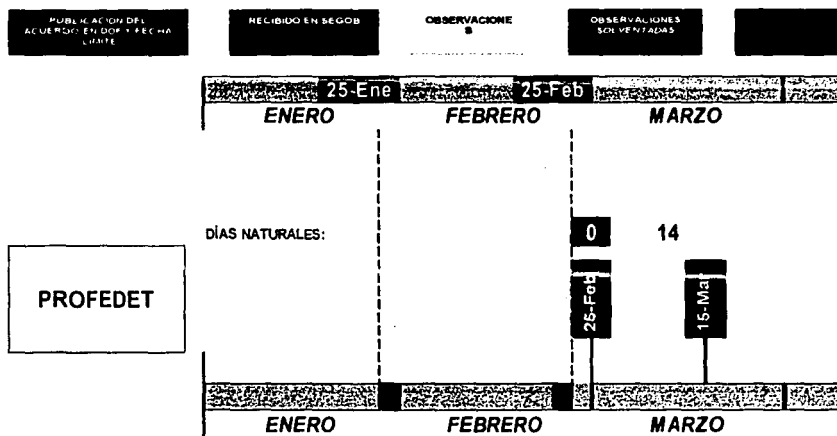 PUBLICACION DEL
ACUERDO EN DOF Y FECHA
LIMITE
RECIBIDO EN SEGOB
OBSERVACIONE
S
OBSERVACIONES
SOLVENTADAS
25-Ene
25-Feb
ENERO
FEBRERO
MARZO
DÍAS NATURALES:
0
14
PROFEDET
25-Feb
15-Mar
ENERO
FEBRERO
MARZO